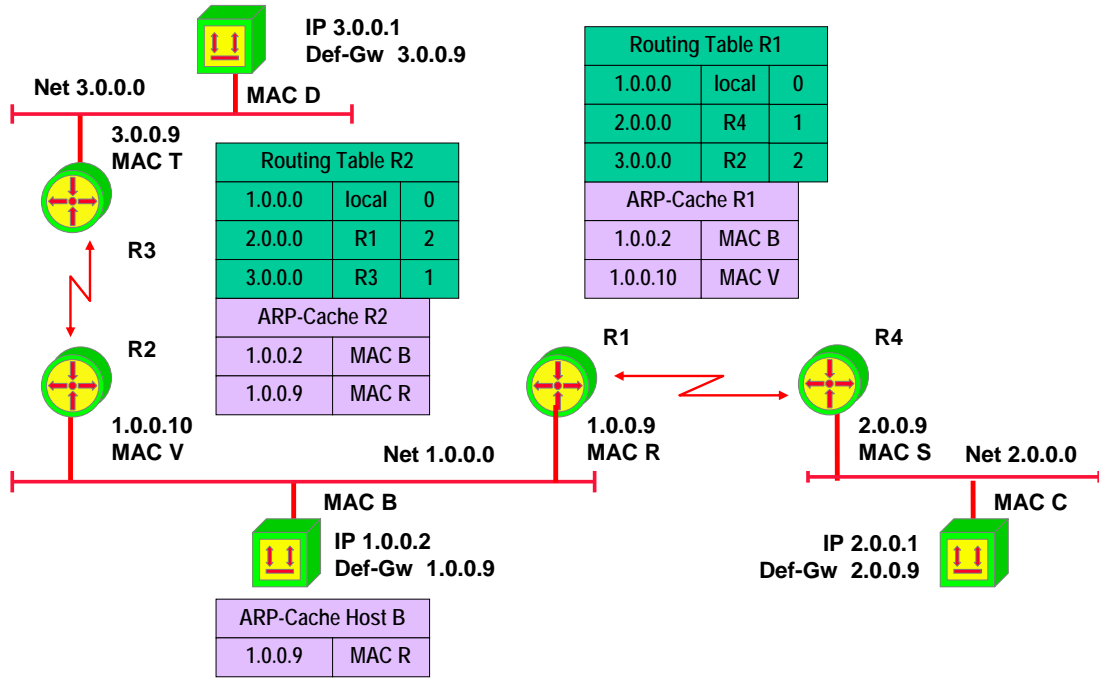 IP 3.0.0.1
Def-Gw 3.0.0.9
Net 3.0.0.0
MAC D
3.0.0.9
MAC T
R3
Routing Table R1
1.0.0.0 local 0
2.0.0.0 R4 1
3.0.0.0 R2 2
ARP-Cache R1
1.0.0.2 MAC B
1.0.0.10 MAC V
Routing Table R2
1.0.0.0 local 0
2.0.0.0 R1 2
3.0.0.0 R3 1
ARP-Cache R2
1.0.0.2 MAC B
1.0.0.9 MAC R
R2
1.0.0.10
MAC V
R1
1.0.0.9
MAC R
R4
2.0.0.9
MAC S
Net 1.0.0.0
Net 2.0.0.0
MAC B
IP 1.0.0.2
Def-Gw 1.0.0.9
MAC C
IP 2.0.0.1
Def-Gw 2.0.0.9
ARP-Cache Host B
1.0.0.9 MAC R